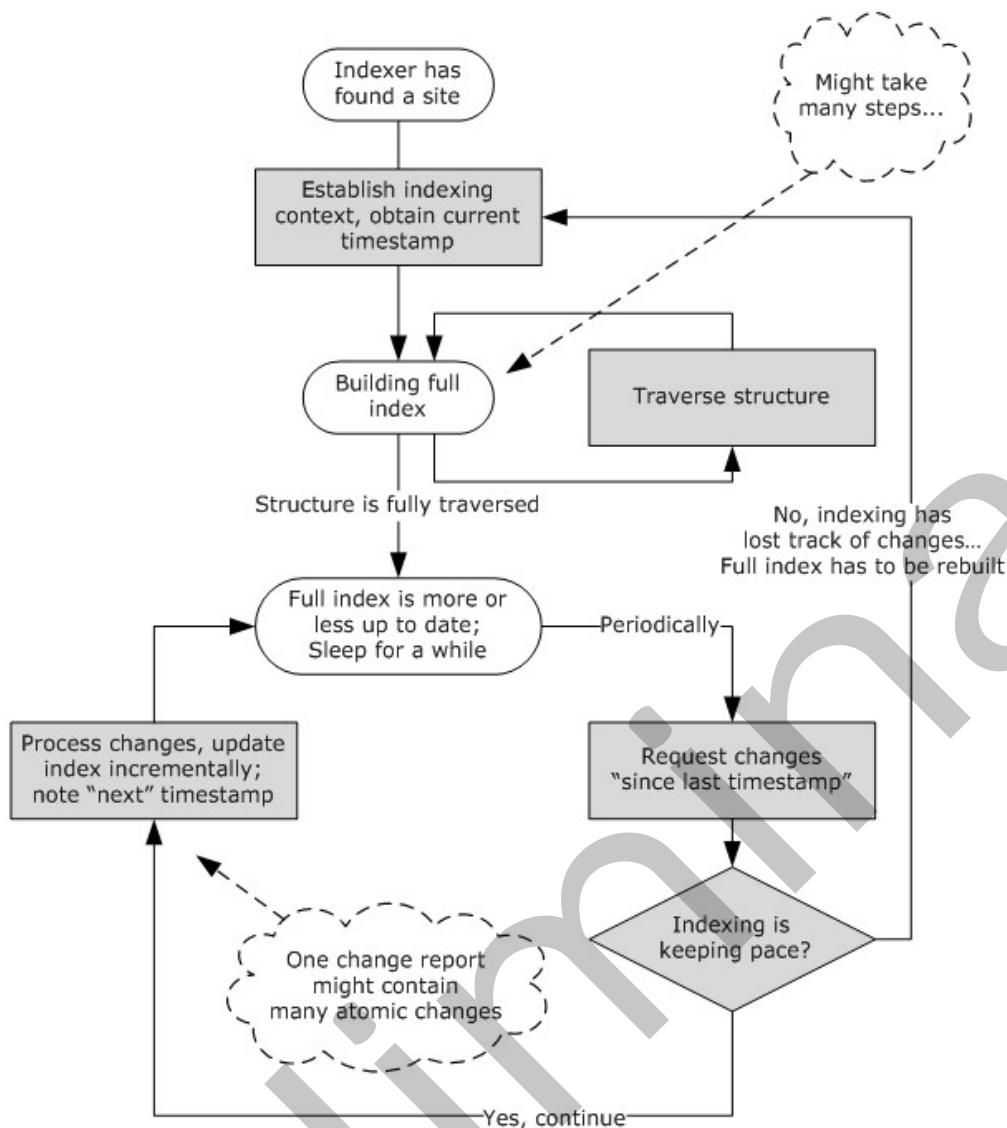 Indexer has
found a site
Might take
many steps...
Establish indexing
context, obtain current
timestamp
Building full
index
Traverse structure
Structure is fully traversed
No, indexing has
lost track of changes...
Full index has to be rebuilt
Full index is more or
less up to date;
Sleep for a while
Periodically
Process changes, update
index incrementally;
note “next” timestamp
Request changes
“since last timestamp”
Indexing is
keeping pace?
One change report
might contain
many atomic changes
Yes, continue